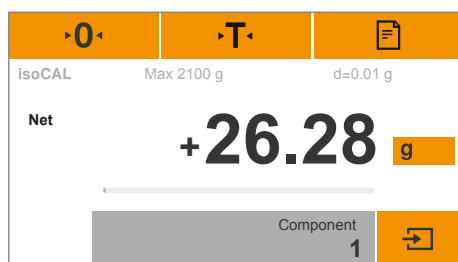 0 T
isoCAL Max 2100 g d=0.01 g
Net
+26.28 g
Component
1